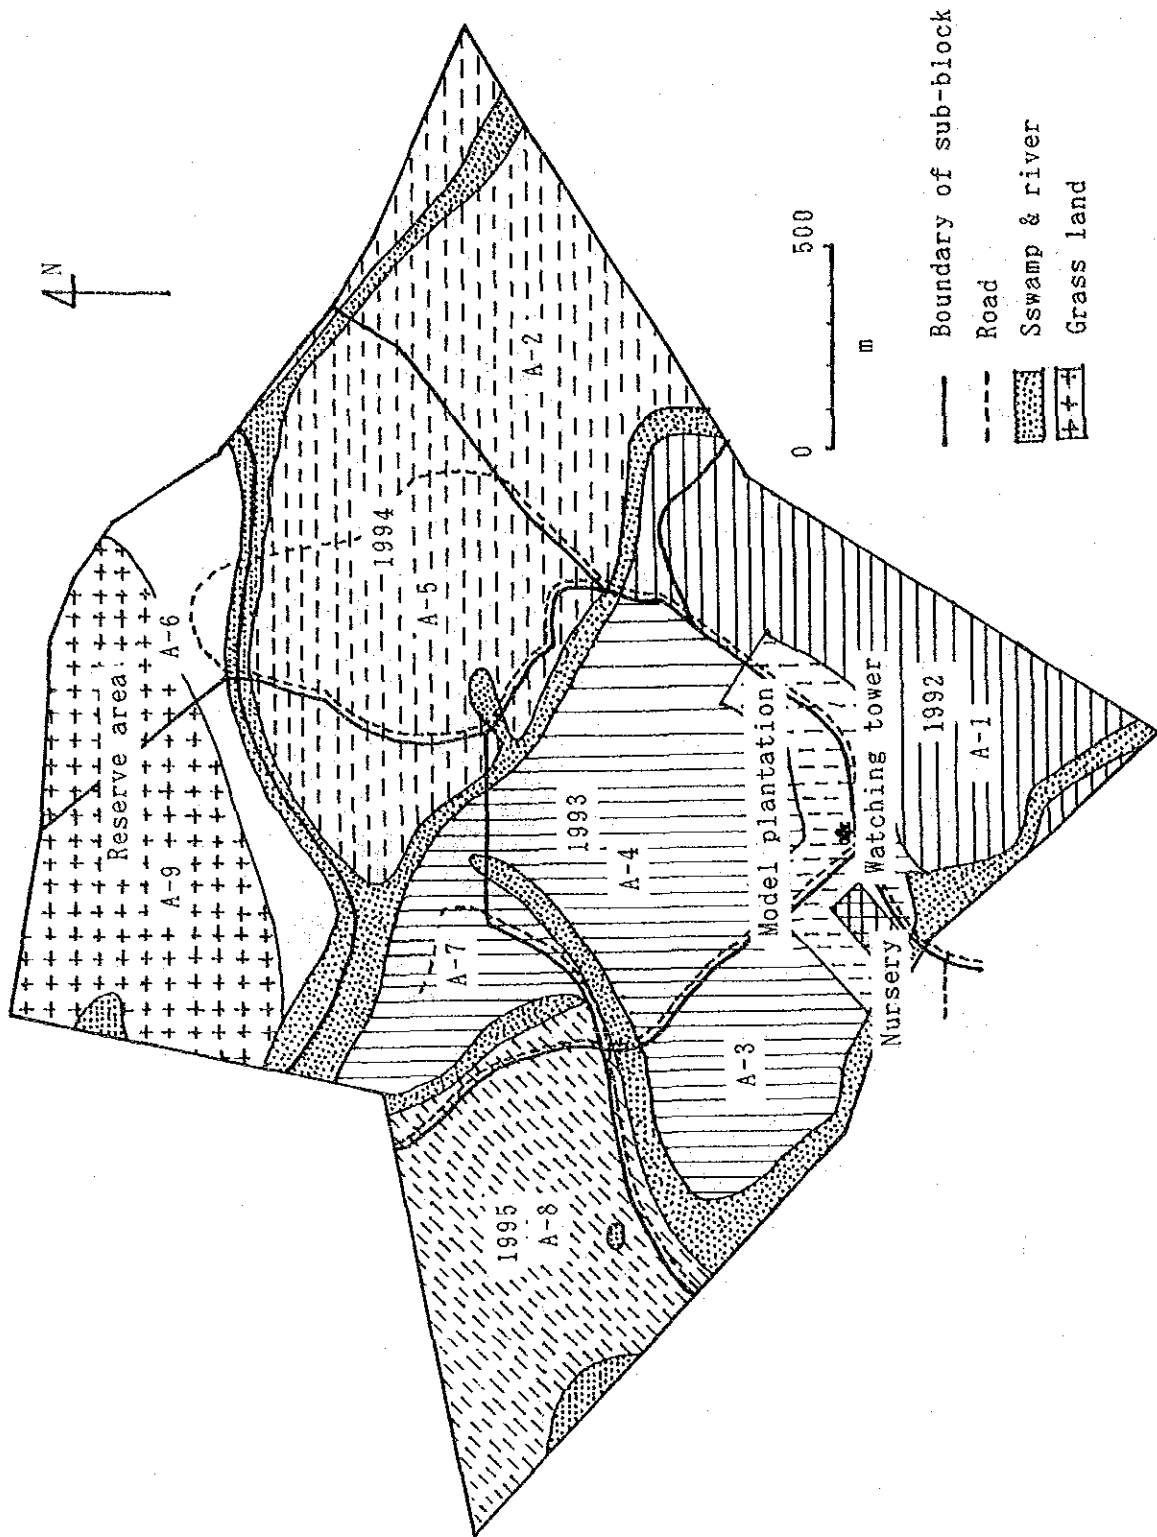 N
Reserve area
A-6
A-9
1994
A-5
A-2
A-7
1993
A-4
1995
A-8
A-3
Model plantation
Watching tower
Nursery
1992
A-1
0 500
m
Boundary of sub-block
Road
Sswamp & river
Grass land